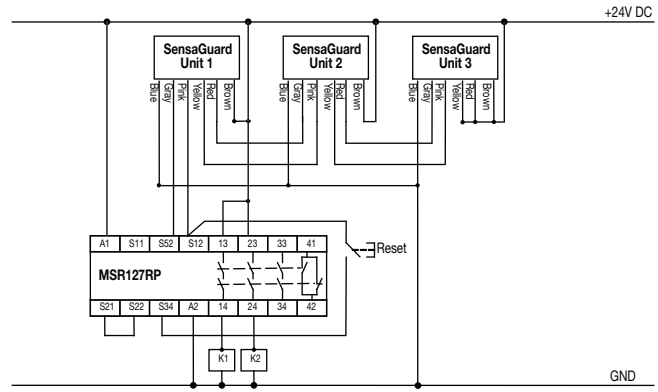 +24V DC
SensaGuard
Unit 1
SensaGuard
Unit 2
SensaGuard
Unit 3
Blue
Gray
Pink
Yellow
Red
Brown
Blue
Gray
Pink
Yellow
Red
Brown
Blue
Gray
Pink
Yellow
Red
Brown
A1 S11 S52 S12 13 23 33 41
Reset
MSR127RP
S21 S22 S34 A2 14 24 34 42
K1 K2
GND